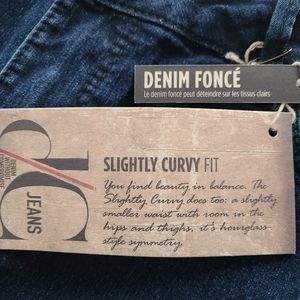 DENIM FONCÉ
Le denim foncé peut déteindre sur les tissus clairs
SLIGHTLY CURVY FIT
You find beauty in balance. The
Slightly Curvy does too: a slightly
smaller waist with room in the
hips and thighs, it's hourglass-
style symmetry.
d/c
JEANS
DENIM
WITHOUT